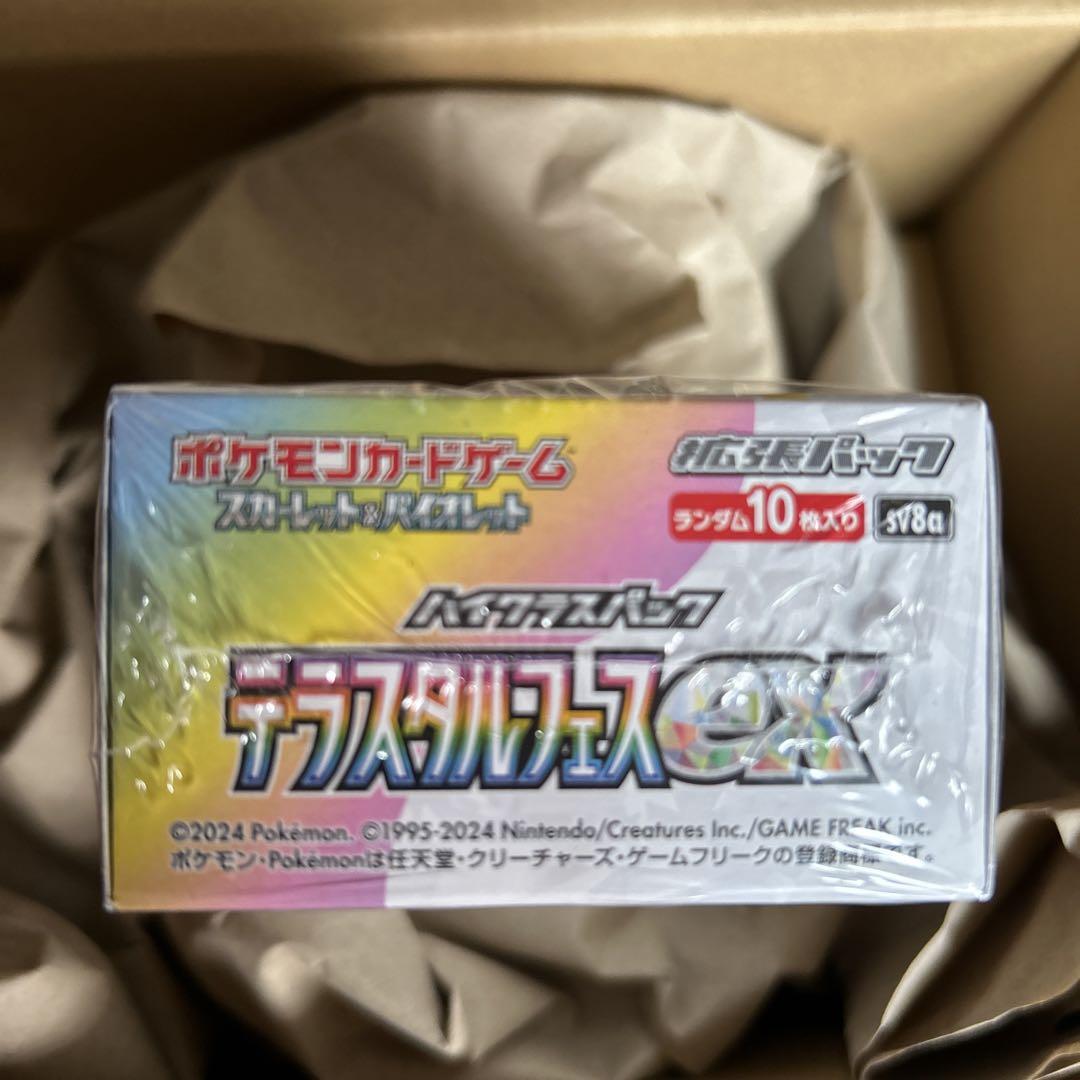 ポケモンカードゲーム
スカーレット&バイオレット
拡張パック
ランダム10枚入り
sv8a
ハイクラスパック
テラスタルフェスex
©2024 Pokémon. ©1995-2024 Nintendo/Creatures Inc./GAME FREAK inc.
ポケモン・Pokémonは任天堂・クリーチャーズ・ゲームフリークの登録商標です。